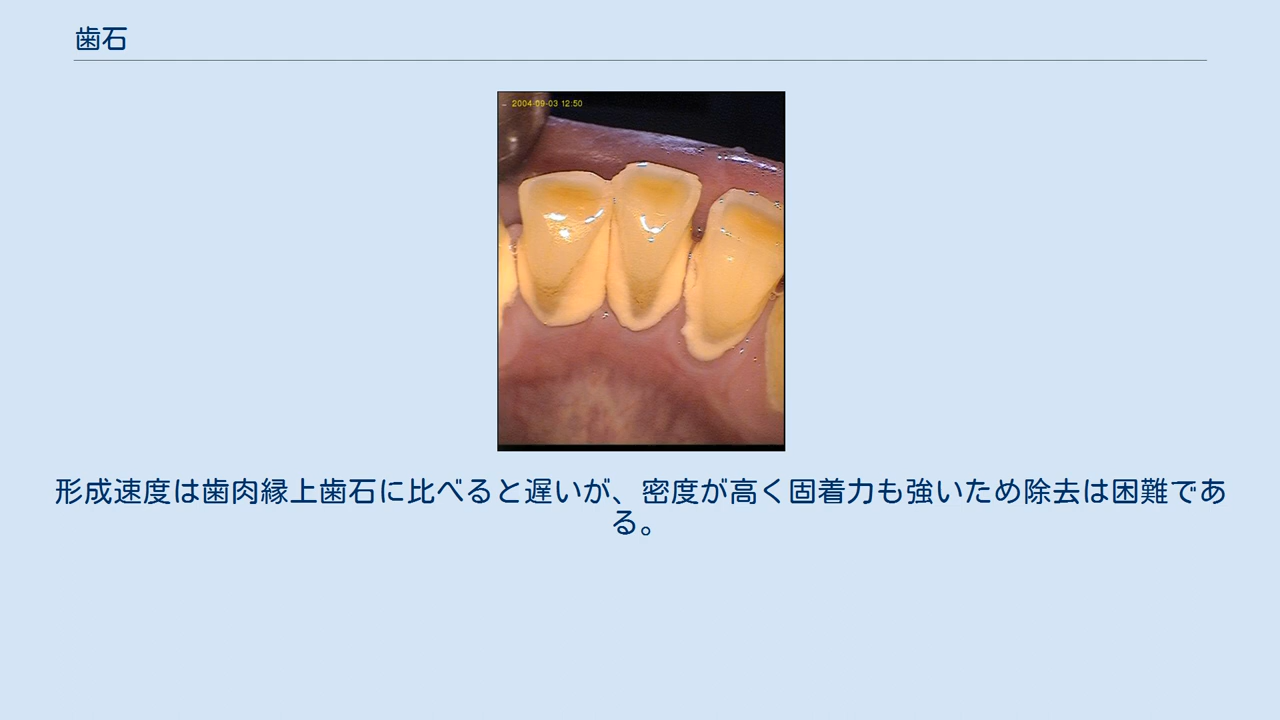 歯石
2004-09-03 12:50
形成速度は歯肉縁上歯石に比べると遅いが、密度が高く固着力も強いため除去は困難であ
る。